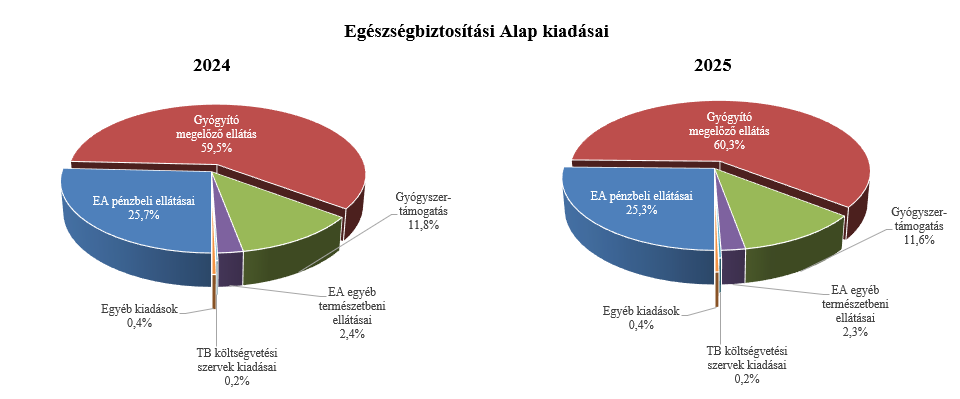 Egészségbiztosítási Alap kiadásai
2024
Gyógyító
megelőző ellátás
59,5%
EA pénzbeli ellátásai
25,7%
Gyógyszer-
támogatás
11,8%
EA egyéb
természetbeni
ellátásai
2,4%
Egyéb kiadások
0,4%
TB költségvetési
szervek kiadásai
0,2%
2025
Gyógyító
megelőző ellátás
60,3%
EA pénzbeli ellátásai
25,3%
Gyógyszer-
támogatás
11,6%
EA egyéb
természetbeni
ellátásai
2,3%
Egyéb kiadások
0,4%
TB költségvetési
szervek kiadásai
0,2%